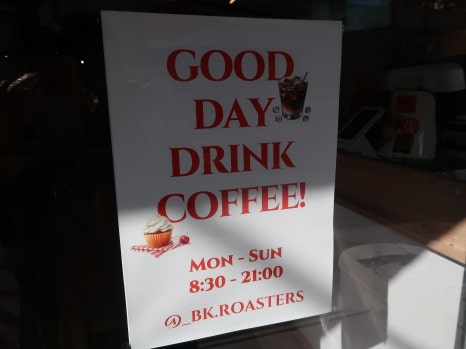 GOOD
DAY
DRINK
COFFEE!
MON - SUN
8:30 - 21:00
@_BK.ROASTERS